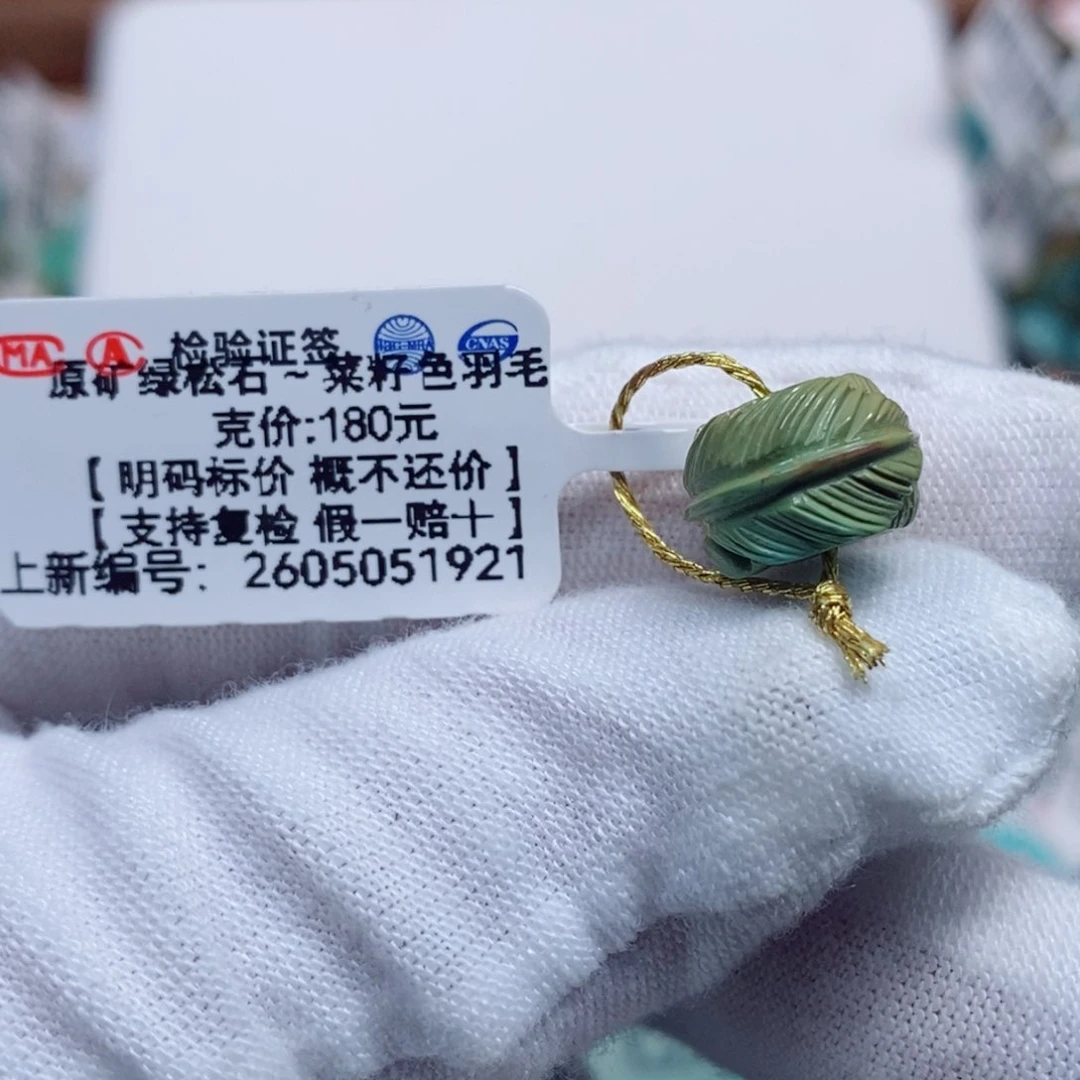 MA A 检验证签 CNAS
原矿绿松石~菜籽色羽毛
克价:180元
【明码标价 概不还价】
【支持复检 假一赔十】
上新编号: 2605051921